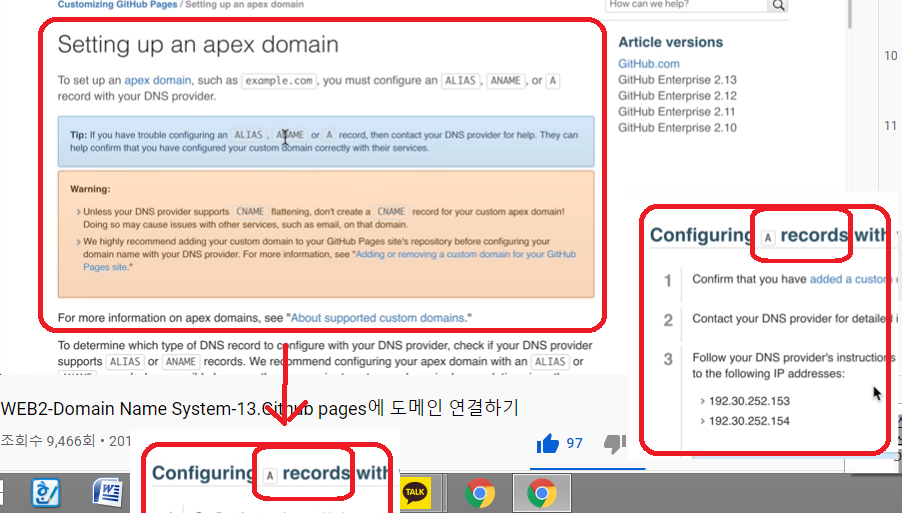 Customizing GitHub Pages / Setting up an apex domain
How can we help?
Setting up an apex domain
To set up an apex domain, such as example.com, you must configure an ALIAS, ANAME, or A
record with your DNS provider.
Tip: If you have trouble configuring an ALIAS, ANAME or A record, then contact your DNS provider for help. They can
help confirm that you have configured your custom domain correctly with their services.
Warning:
› Unless your DNS provider supports CNAME flattening, don't create a CNAME record for your custom apex domain!
Doing so may cause issues with other services, such as email, on that domain.
› We highly recommend adding your custom domain to your GitHub Pages site's repository before configuring your
domain name with your DNS provider. For more information, see "Adding or removing a custom domain for your GitHub
Pages site."
For more information on apex domains, see "About supported custom domains."
To determine which type of DNS record to configure with your DNS provider, check if your DNS provider
supports ALIAS or ANAME records. We recommend configuring your apex domain with an ALIAS or
Article versions
GitHub.com
GitHub Enterprise 2.13
GitHub Enterprise 2.12
GitHub Enterprise 2.11
GitHub Enterprise 2.10
10
11
Configuring A records with
1 Confirm that you have added a custom
2 Contact your DNS provider for detailed
3 Follow your DNS provider's instructions
to the following IP addresses:
› 192.30.252.153
› 192.30.252.154
WEB2-Domain Name System-13.Github pages에 도메인 연결하기
조회수 9,466회 • 201
97
Configuring A records with
한
W
TALK